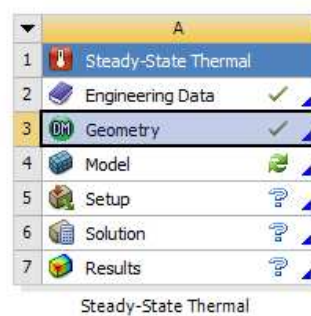 A
1 Steady-State Thermal
2 Engineering Data
3 DM Geometry
4 Model
5 Setup ?
6 Solution ?
7 Results ?
Steady-State Thermal